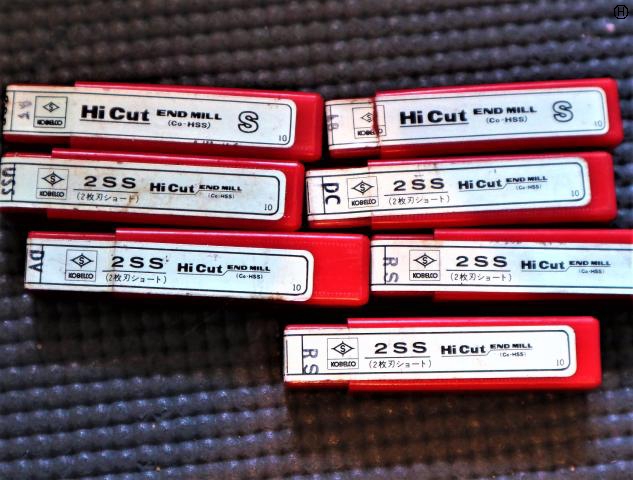 Ⓗ
KOBELCO
Hi Cut END MILL
(Co-HSS)
S
10
KOBELCO
Hi Cut END MILL
(Co-HSS)
S
10
USS
KOBELCO
2SS
(2枚刃ショート)
Hi Cut END MILL
(Co-HSS)
10
DC
KOBELCO
2SS
(2枚刃ショート)
Hi Cut END MILL
(Co-HSS)
10
DV
KOBELCO
2SS
(2枚刃ショート)
Hi Cut END MILL
(Co-HSS)
10
RS
KOBELCO
2SS
(2枚刃ショート)
Hi Cut END MILL
(Co-HSS)
RS
KOBELCO
2SS
(2枚刃ショート)
Hi Cut END MILL
(Co-HSS)
10